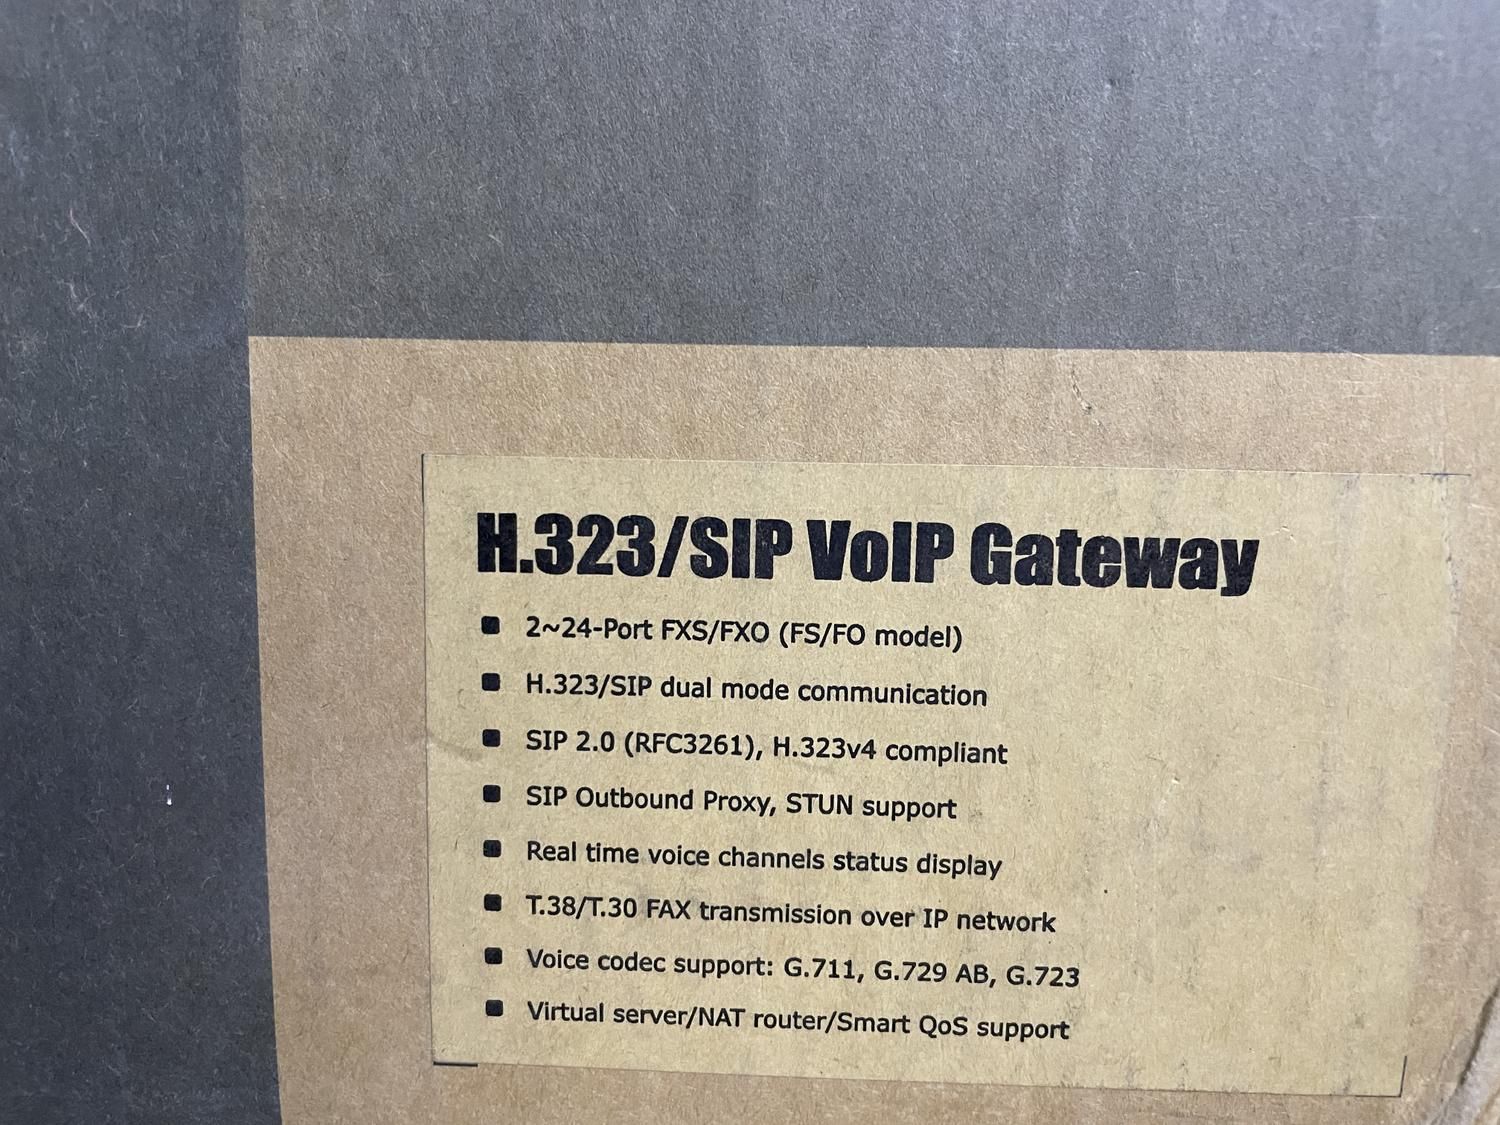 H.323/SIP VoIP Gateway
■ 2~24-Port FXS/FXO (FS/FO model)
■ H.323/SIP dual mode communication
■ SIP 2.0 (RFC3261), H.323v4 compliant
■ SIP Outbound Proxy, STUN support
■ Real time voice channels status display
■ T.38/T.30 FAX transmission over IP network
■ Voice codec support: G.711, G.729 AB, G.723
■ Virtual server/NAT router/Smart QoS support